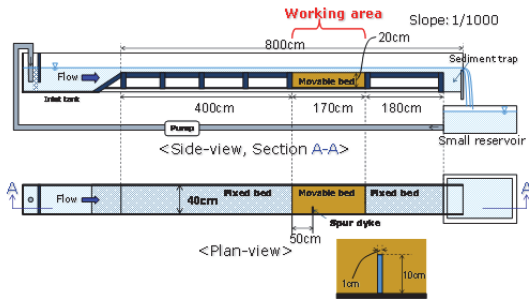 Working area
Slope: 1/1000
800cm
20cm
Sediment trap
Flow
Movable bed
Inlet tank
400cm
170cm
180cm
Pump
Small reservoir
<Side-view, Section A-A>
A
A
Flow
Fixed bed
Movable bed
Fixed bed
40cm
Spur dyke
50cm
<Plan-view>
1cm
10cm